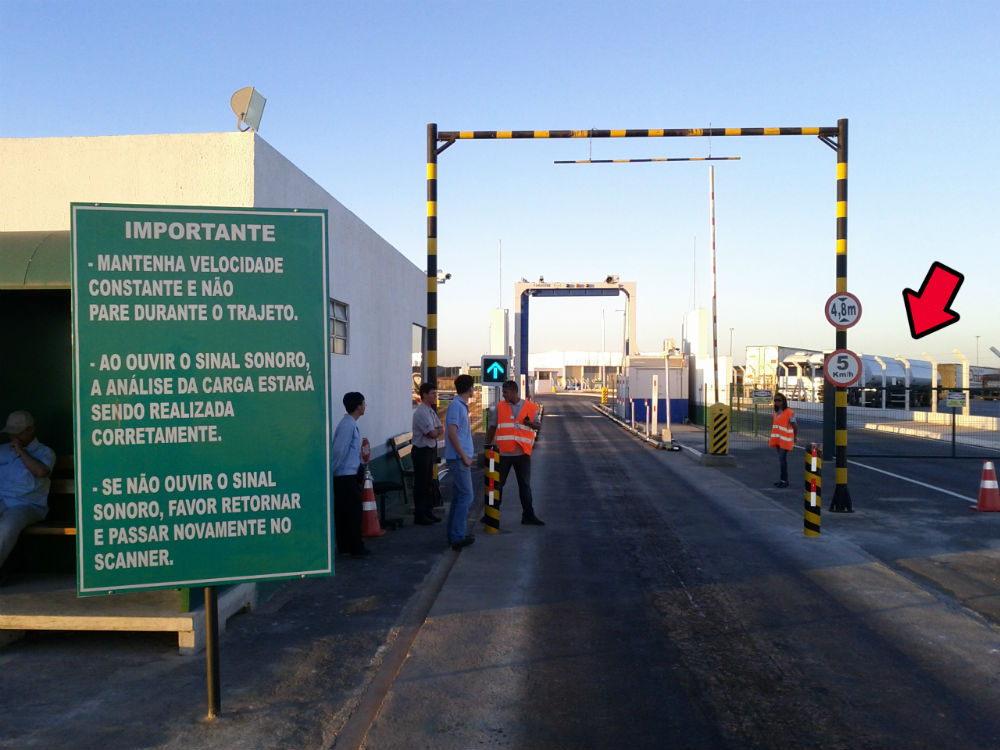 IMPORTANTE
- MANTENHA VELOCIDADE
CONSTANTE E NÃO
PARE DURANTE O TRAJETO.
- AO OUVIR O SINAL SONORO,
A ANÁLISE DA CARGA ESTARÁ
SENDO REALIZADA
CORRETAMENTE.
- SE NÃO OUVIR O SINAL
SONORO, FAVOR RETORNAR
E PASSAR NOVAMENTE NO
SCANNER.
4,8m
5
Km/h